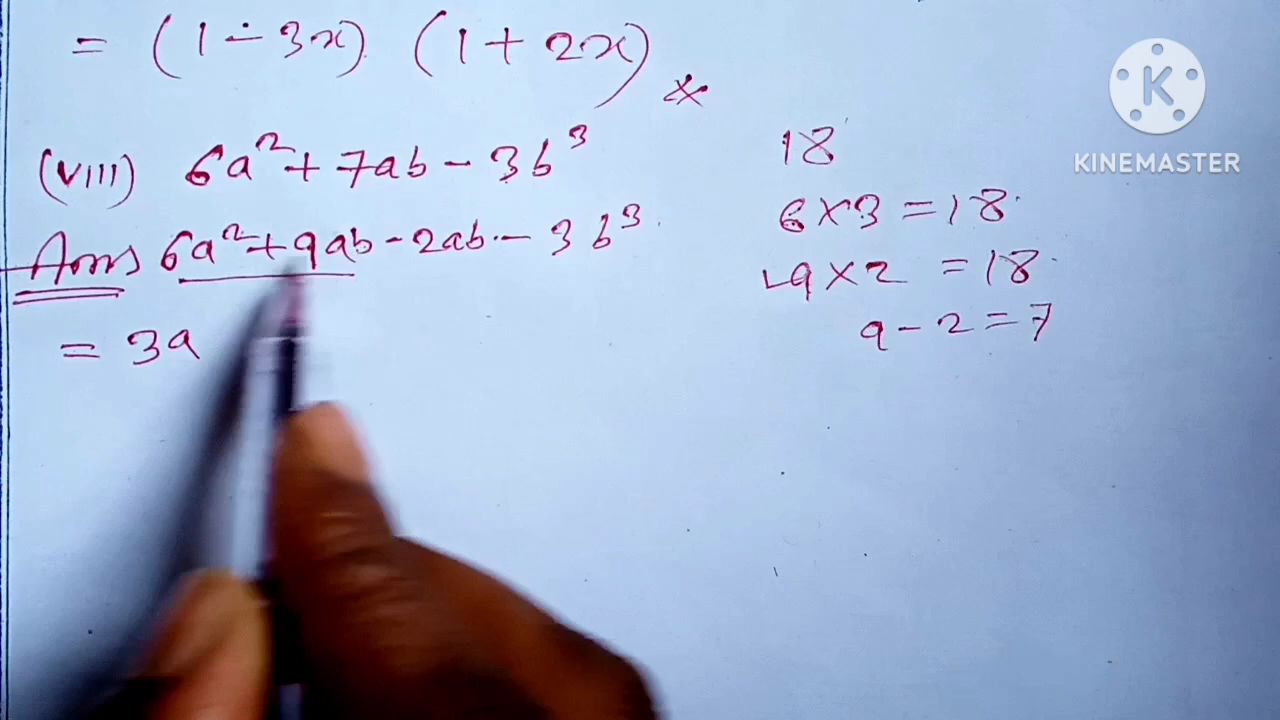 = (1 - 3x) (1 + 2x)
(viii) 6a² + 7ab - 3b³
Ans 6a² + 9ab - 2ab - 3b³
= 3a
18
6 × 3 = 18
9 × 2 = 18
9 - 2 = 7
K
KINEMASTER